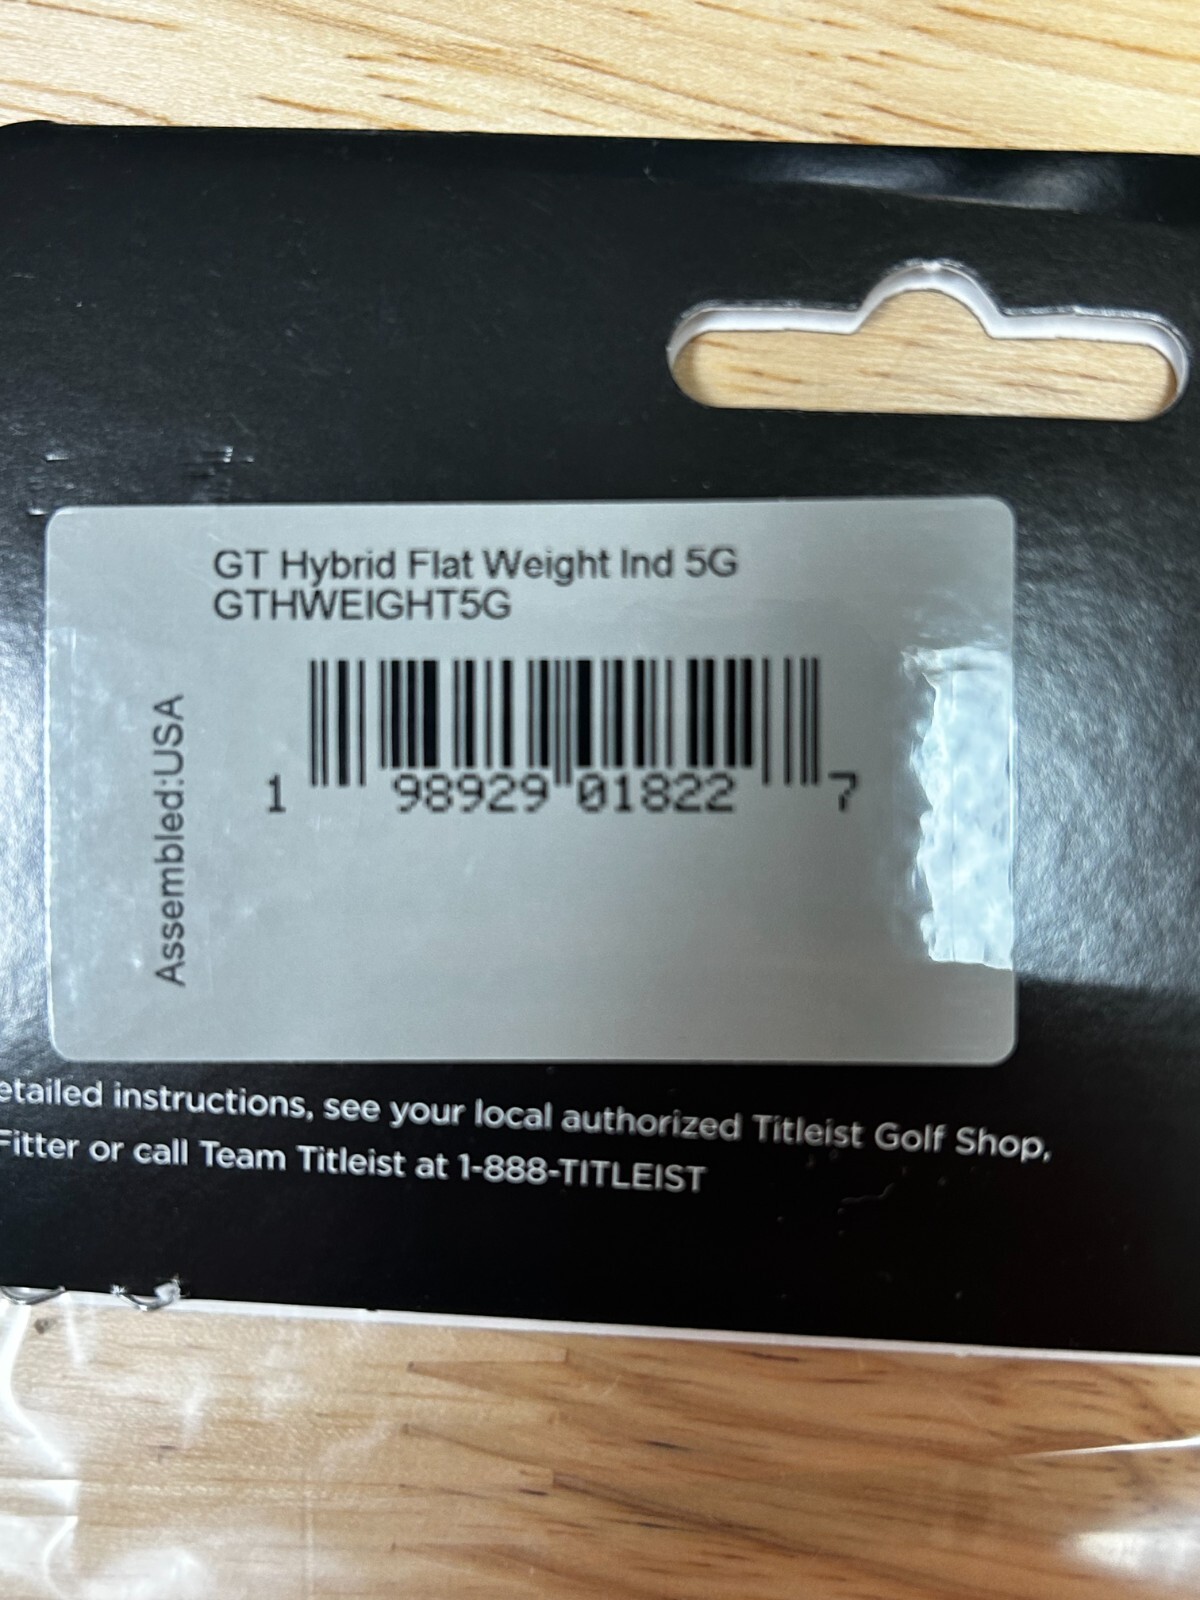 GT Hybrid Flat Weight Ind 5G
GTHWEIGHT5G
Assembled:USA
1 98929 01822 7
etailed instructions, see your local authorized Titleist Golf Shop,
Fitter or call Team Titleist at 1-888-TITLEIST